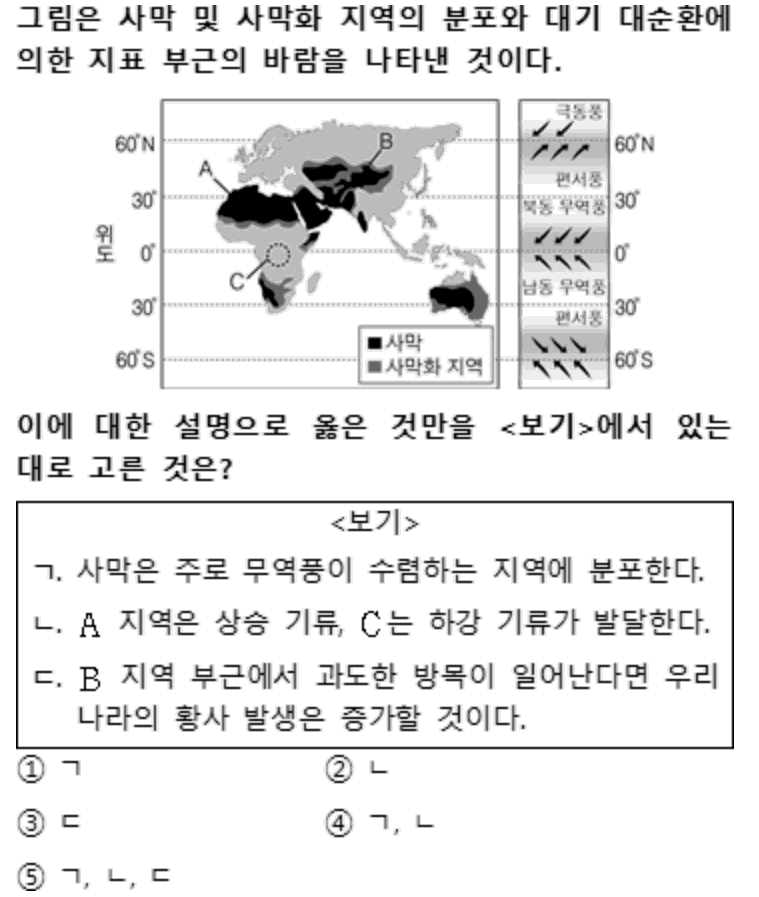 그림은 사막 및 사막화 지역의 분포와 대기 대순환에
의한 지표 부근의 바람을 나타낸 것이다.
극동풍
60°N
B
60°N
A
편서풍
30°
30°
북동 무역풍
위도
0°
0°
C
남동 무역풍
30°
30°
편서풍
■사막
60°S
60°S
■사막화 지역
이에 대한 설명으로 옳은 것만을 <보기>에서 있는
대로 고른 것은?
<보기>
ㄱ. 사막은 주로 무역풍이 수렴하는 지역에 분포한다.
ㄴ. A 지역은 상승 기류, C는 하강 기류가 발달한다.
ㄷ. B 지역 부근에서 과도한 방목이 일어난다면 우리
나라의 황사 발생은 증가할 것이다.
① ㄱ ② ㄴ
③ ㄷ ④ ㄱ, ㄴ
⑤ ㄱ, ㄴ, ㄷ